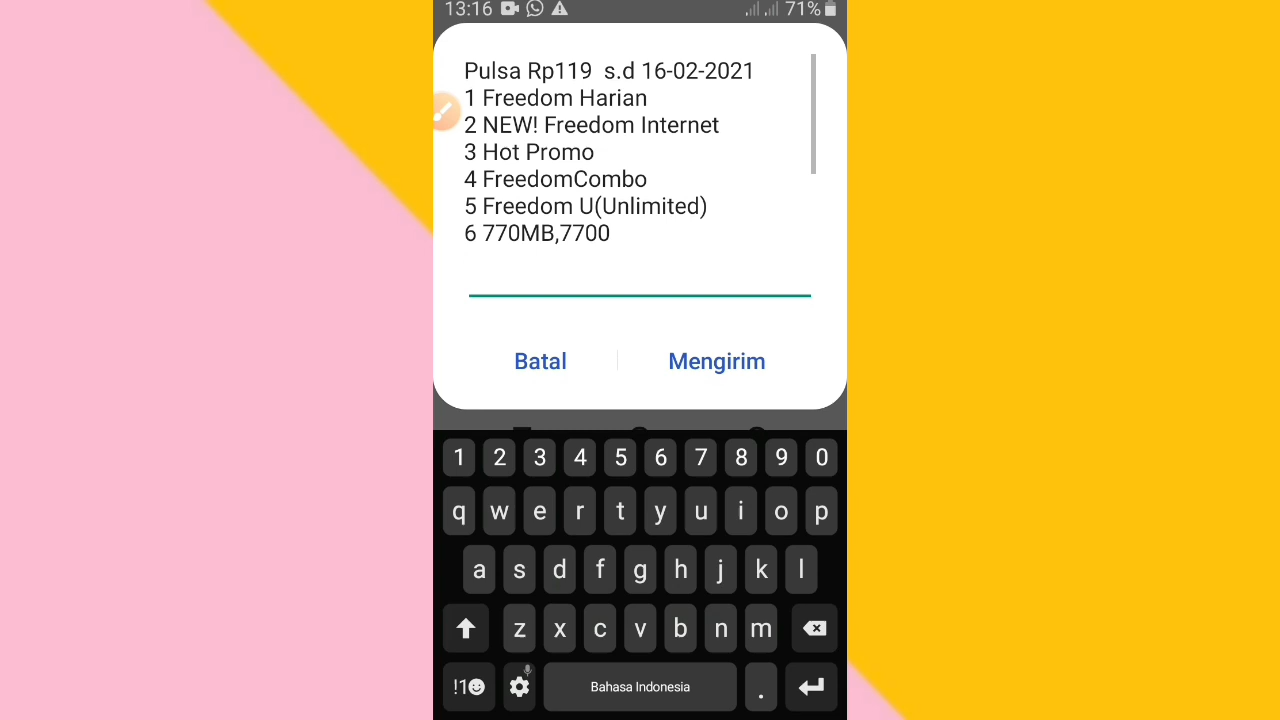 13:16 71%
Pulsa Rp119 s.d 16-02-2021
1 Freedom Harian
2 NEW! Freedom Internet
3 Hot Promo
4 FreedomCombo
5 Freedom U(Unlimited)
6 770MB,7700
Batal Mengirim
1 2 3 4 5 6 7 8 9 0
q w e r t y u i o p
a s d f g h j k l
z x c v b n m
!1 Bahasa Indonesia .